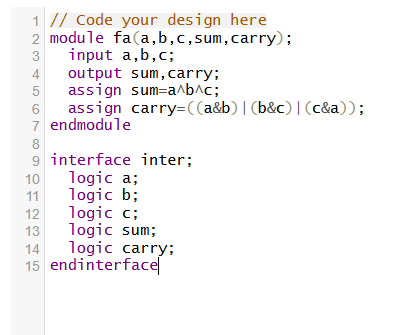 1 // Code your design here
2 module fa(a,b,c,sum,carry);
3   input a,b,c;
4   output sum,carry;
5   assign sum=a^b^c;
6   assign carry=((a&b)|(b&c)|(c&a));
7 endmodule
8
9 interface inter;
10   logic a;
11   logic b;
12   logic c;
13   logic sum;
14   logic carry;
15 endinterface